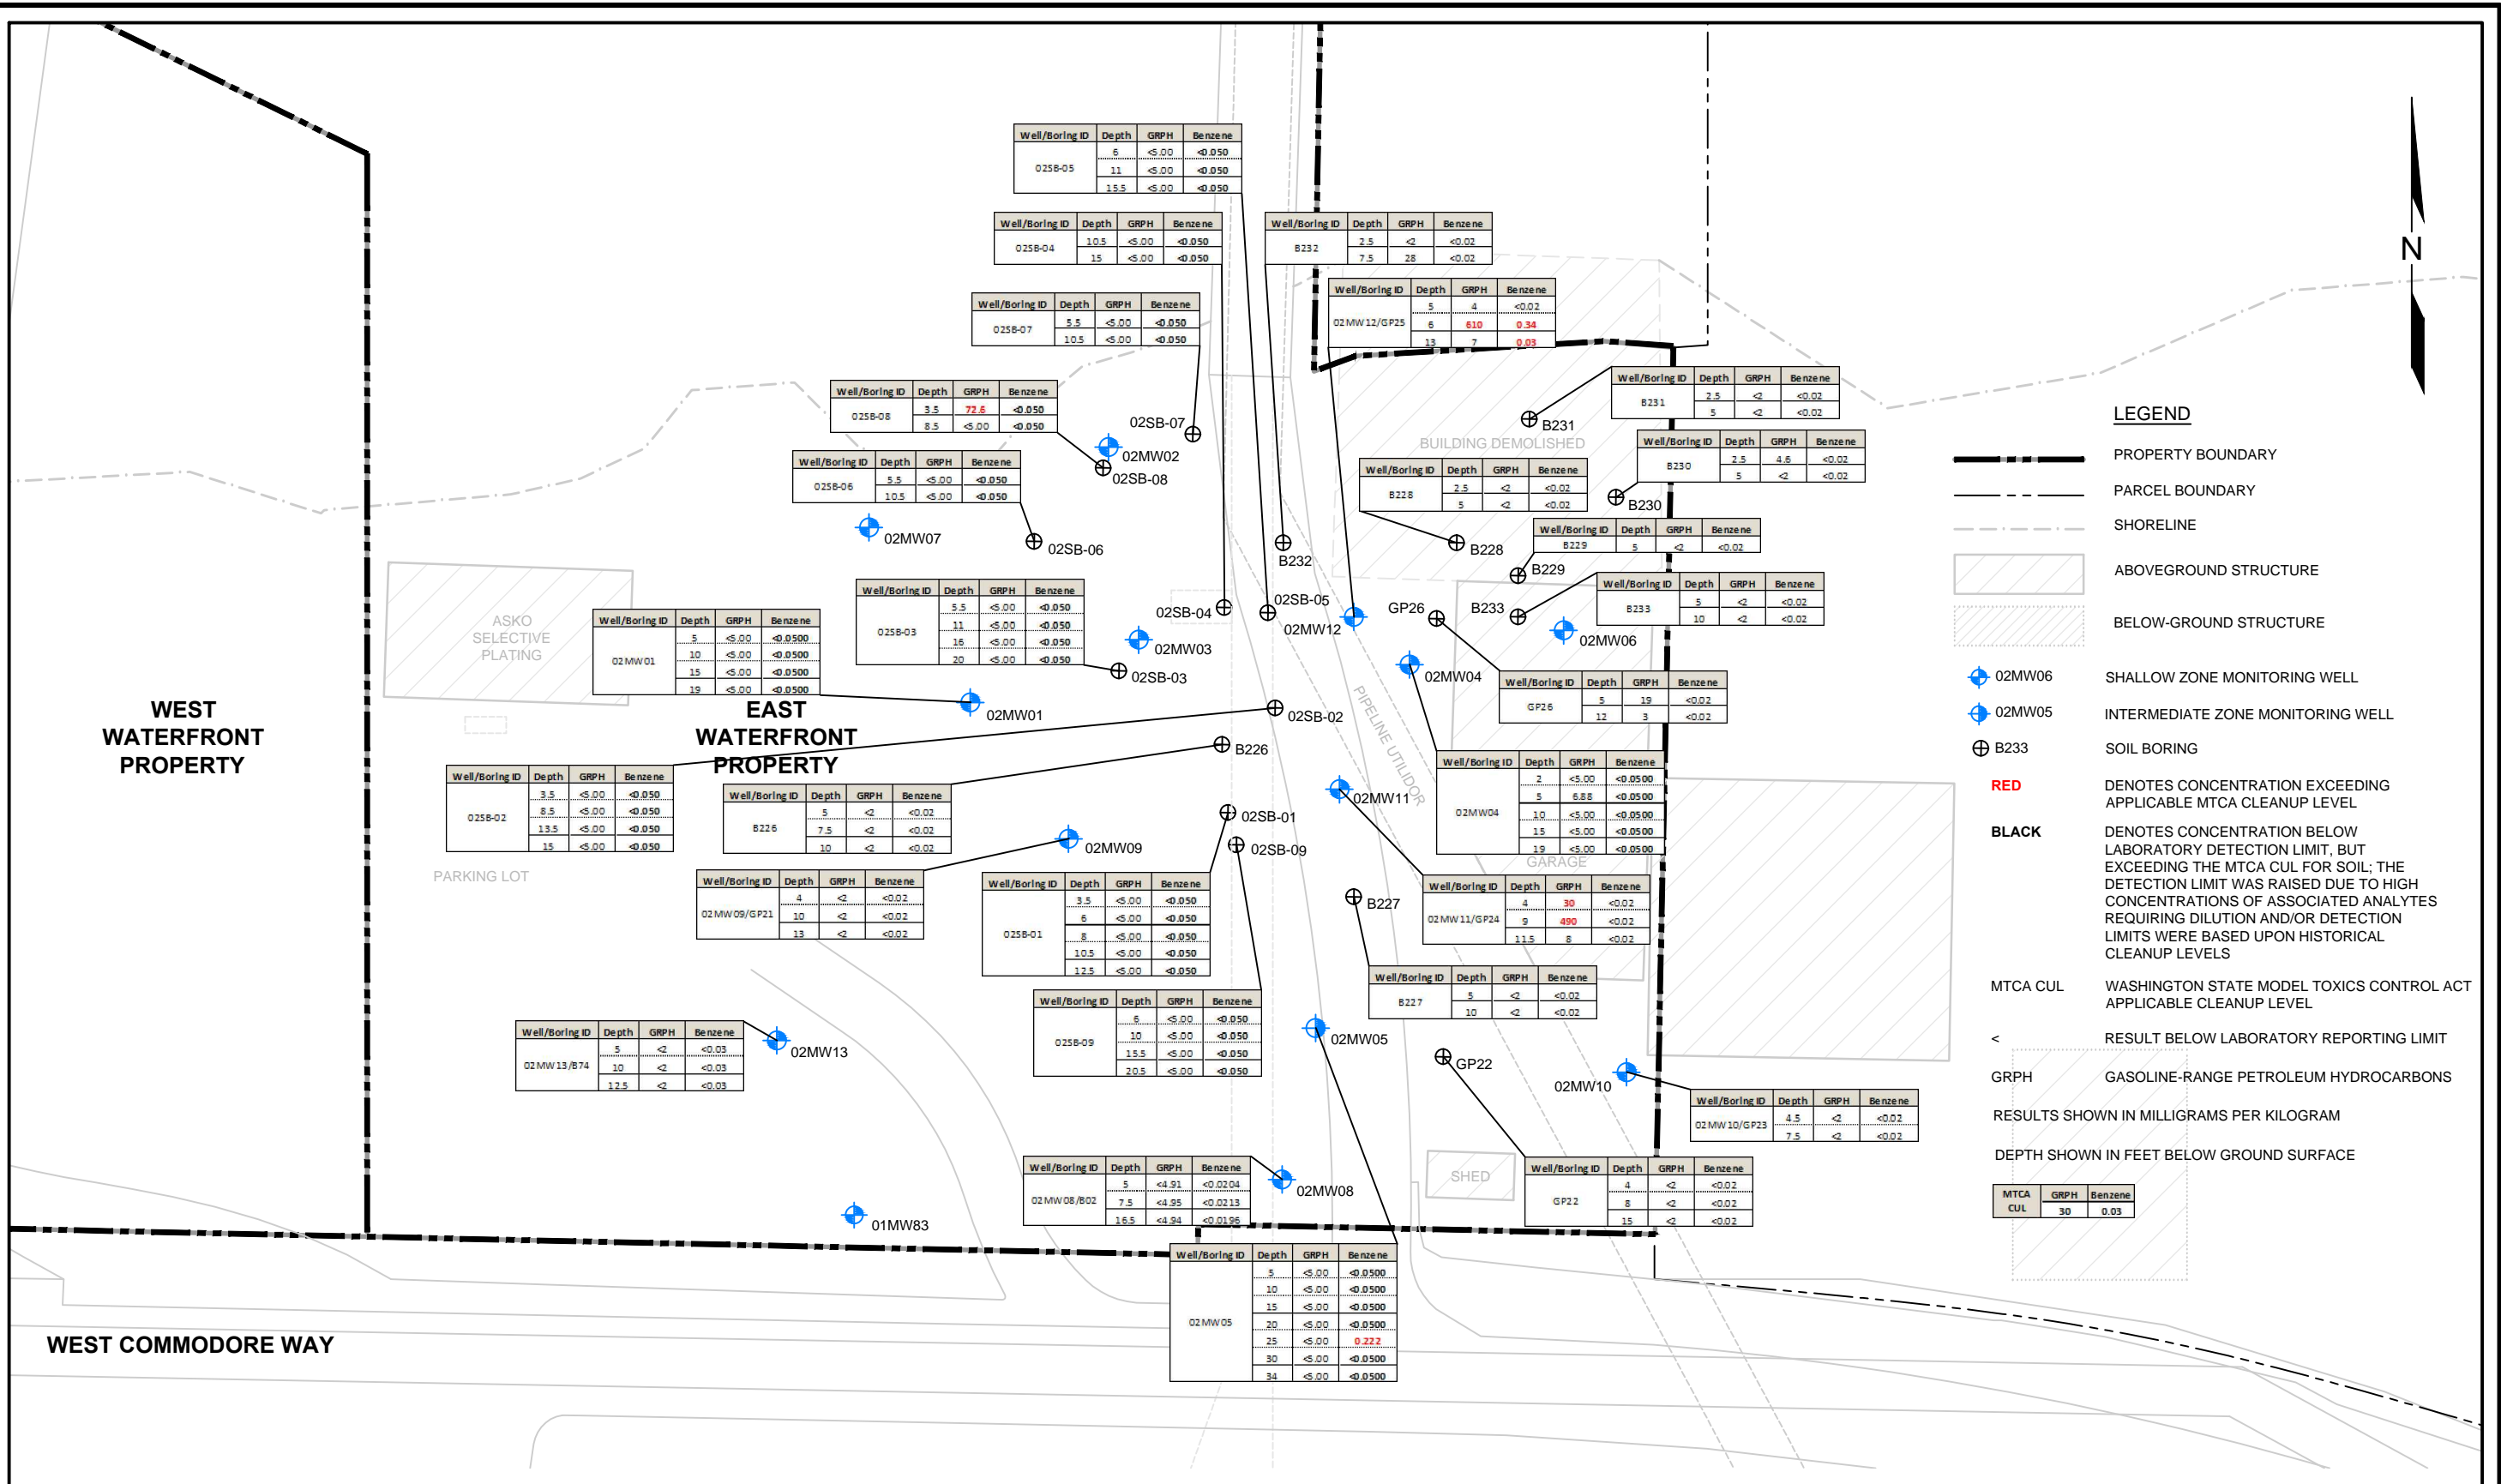 Well/Boring ID Depth GRPH Benzene
02SB-05
6 <5.00 <0.050
11 <5.00 <0.050
15.5 <5.00 <0.050
Well/Boring ID Depth GRPH Benzene
02SB-04
10.5 <5.00 <0.050
15 <5.00 <0.050
Well/Boring ID Depth GRPH Benzene
B232
2.5 <2 <0.02
7.5 28 <0.02
N
Well/Boring ID Depth GRPH Benzene
02SB-07
5.5 <5.00 <0.050
10.5 <5.00 <0.050
Well/Boring ID Depth GRPH Benzene
02MW12/GP25
5 4 <0.02
6 610 0.34
13 7 0.03
Well/Boring ID Depth GRPH Benzene
02SB-08
3.5 72.6 <0.050
8.5 <5.00 <0.050
Well/Boring ID Depth GRPH Benzene
B231
2.5 <2 <0.02
5 <2 <0.02
02SB-07
02MW02
02SB-08
B231
BUILDING DEMOLISHED
Well/Boring ID Depth GRPH Benzene
B230
2.5 4.6 <0.02
5 <2 <0.02
Well/Boring ID Depth GRPH Benzene
02SB-06
5.5 <5.00 <0.050
10.5 <5.00 <0.050
Well/Boring ID Depth GRPH Benzene
B228
2.5 <2 <0.02
5 <2 <0.02
B230
02MW07
02SB-06
B232
B228
Well/Boring ID Depth GRPH Benzene
B229 5 <2 <0.02
B229
Well/Boring ID Depth GRPH Benzene
02SB-03
5.5 <5.00 <0.050
11 <5.00 <0.050
16 <5.00 <0.050
20 <5.00 <0.050
Well/Boring ID Depth GRPH Benzene
B233
5 <2 <0.02
10 <2 <0.02
02SB-04
02SB-05
02MW12
GP26
B233
02MW06
ASKO
SELECTIVE
PLATING
Well/Boring ID Depth GRPH Benzene
02MW01
5 <5.00 <0.0500
10 <5.00 <0.0500
15 <5.00 <0.0500
19 <5.00 <0.0500
02MW03
02SB-03
02MW04
02MW01
02SB-02
PIPELINE UTILIDOR
Well/Boring ID Depth GRPH Benzene
GP26
5 19 <0.02
12 3 <0.02
WEST
WATERFRONT
PROPERTY
EAST
WATERFRONT
PROPERTY
B226
Well/Boring ID Depth GRPH Benzene
02SB-02
3.5 <5.00 <0.050
8.5 <5.00 <0.050
13.5 <5.00 <0.050
15 <5.00 <0.050
PARKING LOT
Well/Boring ID Depth GRPH Benzene
B226
5 <2 <0.02
7.5 <2 <0.02
10 <2 <0.02
Well/Boring ID Depth GRPH Benzene
02MW04
2 <5.00 <0.0500
5 6.88 <0.0500
10 <5.00 <0.0500
15 <5.00 <0.0500
19 <5.00 <0.0500
GARAGE
02MW11
02SB-01
02SB-09
02MW09
Well/Boring ID Depth GRPH Benzene
02MW09/GP21
4 <2 <0.02
10 <2 <0.02
13 <2 <0.02
Well/Boring ID Depth GRPH Benzene
02SB-01
3.5 <5.00 <0.050
6 <5.00 <0.050
8 <5.00 <0.050
10.5 <5.00 <0.050
12.5 <5.00 <0.050
B227
Well/Boring ID Depth GRPH Benzene
02MW11/GP24
4 30 <0.02
9 490 <0.02
11.5 8 <0.02
Well/Boring ID Depth GRPH Benzene
B227
5 <2 <0.02
10 <2 <0.02
Well/Boring ID Depth GRPH Benzene
02SB-09
6 <5.00 <0.050
10 <5.00 <0.050
15.5 <5.00 <0.050
20.5 <5.00 <0.050
Well/Boring ID Depth GRPH Benzene
02MW13/B74
5 <2 <0.03
10 <2 <0.03
12.5 <2 <0.03
02MW13
02MW05
GP22
02MW10
Well/Boring ID Depth GRPH Benzene
02MW10/GP23
4.5 <2 <0.02
7.5 <2 <0.02
Well/Boring ID Depth GRPH Benzene
02MW08/B02
5 <4.91 <0.0204
7.5 <4.95 <0.0213
16.5 <4.94 <0.0196
02MW08
SHED
Well/Boring ID Depth GRPH Benzene
GP22
4 <2 <0.02
8 <2 <0.02
15 <2 <0.02
01MW83
Well/Boring ID Depth GRPH Benzene
02MW05
5 <5.00 <0.0500
10 <5.00 <0.0500
15 <5.00 <0.0500
20 <5.00 <0.0500
25 <5.00 0.222
30 <5.00 <0.0500
34 <5.00 <0.0500
WEST COMMODORE WAY
LEGEND
PROPERTY BOUNDARY
PARCEL BOUNDARY
SHORELINE
ABOVEGROUND STRUCTURE
BELOW-GROUND STRUCTURE
02MW06 SHALLOW ZONE MONITORING WELL
02MW05 INTERMEDIATE ZONE MONITORING WELL
B233 SOIL BORING
RED DENOTES CONCENTRATION EXCEEDING
APPLICABLE MTCA CLEANUP LEVEL
BLACK DENOTES CONCENTRATION BELOW
LABORATORY DETECTION LIMIT, BUT
EXCEEDING THE MTCA CUL FOR SOIL; THE
DETECTION LIMIT WAS RAISED DUE TO HIGH
CONCENTRATIONS OF ASSOCIATED ANALYTES
REQUIRING DILUTION AND/OR DETECTION
LIMITS WERE BASED UPON HISTORICAL
CLEANUP LEVELS
MTCA CUL WASHINGTON STATE MODEL TOXICS CONTROL ACT
APPLICABLE CLEANUP LEVEL
< RESULT BELOW LABORATORY REPORTING LIMIT
GRPH GASOLINE-RANGE PETROLEUM HYDROCARBONS
RESULTS SHOWN IN MILLIGRAMS PER KILOGRAM
DEPTH SHOWN IN FEET BELOW GROUND SURFACE
MTCA CUL GRPH Benzene
30 0.03